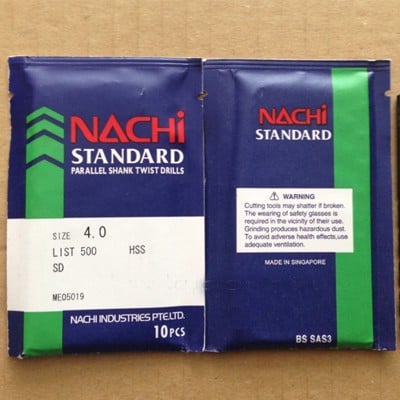 NACHi
STANDARD
PARALLEL SHANK TWIST DRILLS
SIZE 4.0
LIST 500 HSS
SD
ME05019
NACHI INDUSTRIES PTE.LTD.
10 PCS
NACHi
STANDARD
WARNING
Cutting tools may shatter if broken.
The wearing of safety glasses is
required in the vicinity of their use.
Grinding produces hazardous dust.
To avoid adverse health effects,use
adequate ventilation.
MADE IN SINGAPORE
BS SAS3